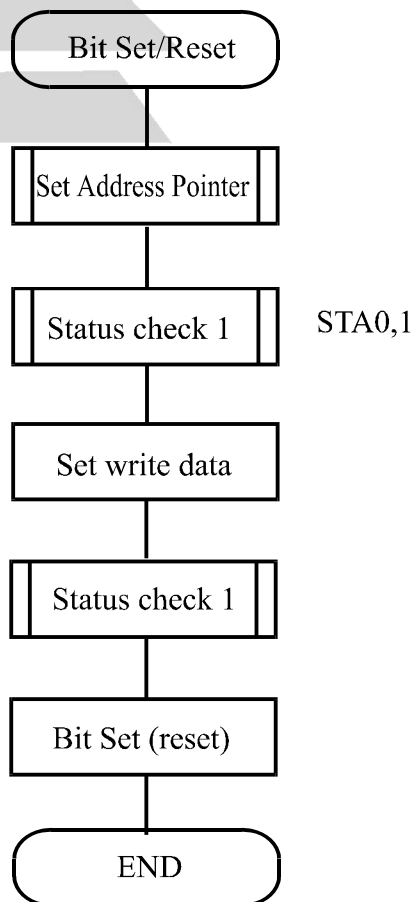 Bit Set/Reset
Set Address Pointer
Status check 1
STA0,1
Set write data
Status check 1
Bit Set (reset)
END